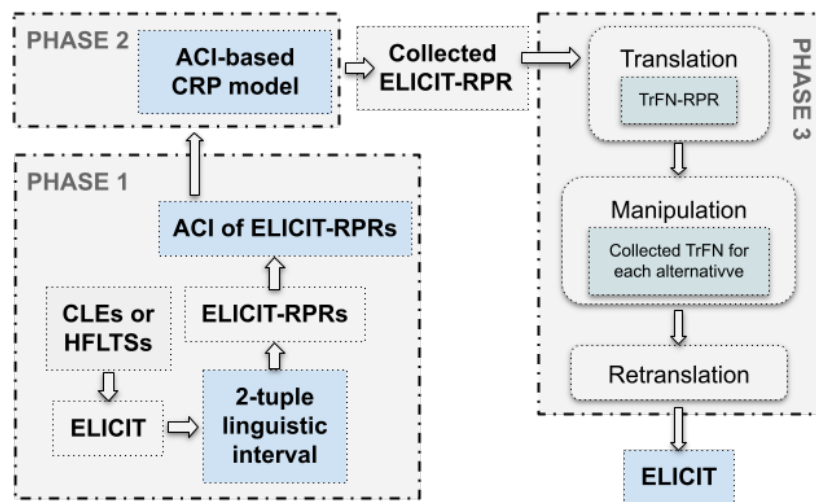 PHASE 2
ACI-based
CRP model
Collected
ELICIT-RPR
PHASE 1
ACI of ELICIT-RPRs
CLEs or
HFLTSs
ELICIT-RPRs
ELICIT
2-tuple
linguistic
interval
PHASE 3
Translation
TrFN-RPR
Manipulation
Collected TrFN for
each alternativve
Retranslation
ELICIT